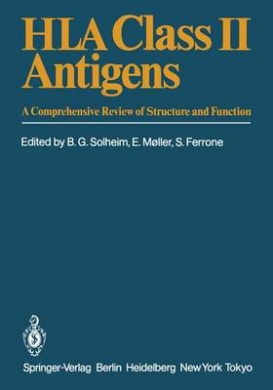 HLA Class II
Antigens
A Comprehensive Review of Structure and Function
Edited by B. G. Solheim, E. Møller, S. Ferrone
Springer-Verlag Berlin Heidelberg New York Tokyo